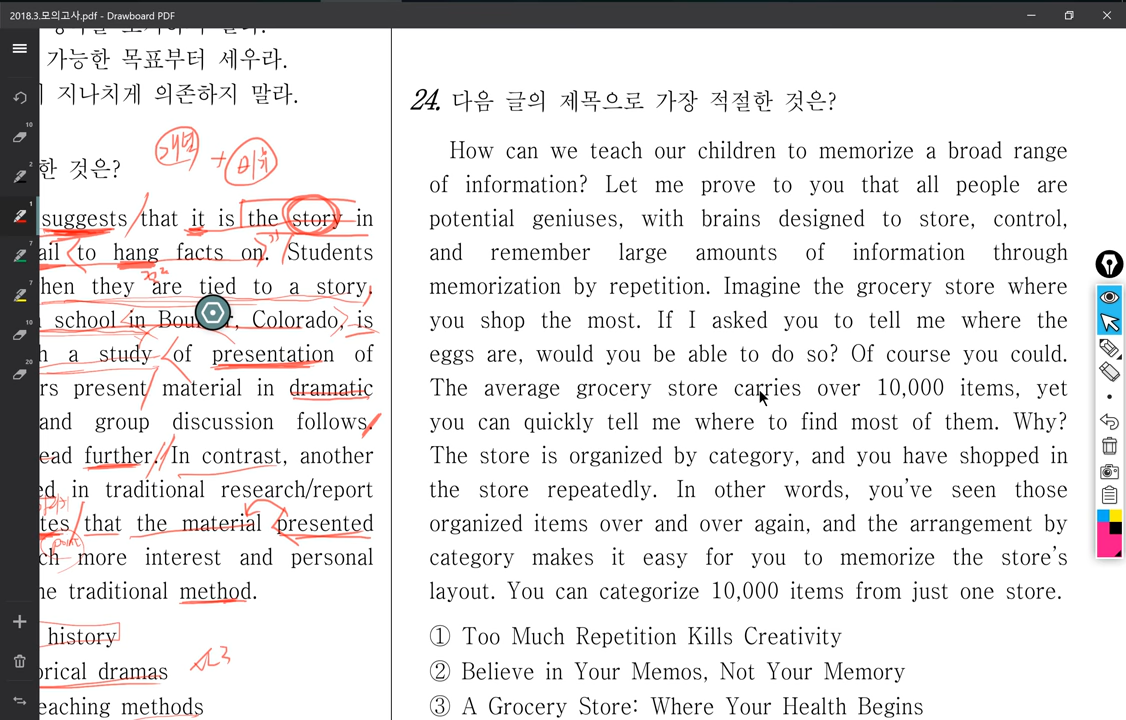 2018.3.모의고사.pdf - Drawboard PDF
가능한 목표부터 세우라.
지나치게 의존하지 말라.
개념 +
한 것은?
suggests that it is the story in
ail to hang facts on. Students
hen they are tied to a story,
school in Boul r, Colorado, is
h a study of presentation of
rs present material in dramatic
and group discussion follows.
ead further. In contrast, another
ed in traditional research/report
tes that the material presented
point
ch more interest and personal
he traditional method.
history
orical dramas
eaching methods
24. 다음 글의 제목으로 가장 적절한 것은?
How can we teach our children to memorize a broad range
of information? Let me prove to you that all people are
potential geniuses, with brains designed to store, control,
and remember large amounts of information through
memorization by repetition. Imagine the grocery store where
you shop the most. If I asked you to tell me where the
eggs are, would you be able to do so? Of course you could.
The average grocery store carries over 10,000 items, yet
you can quickly tell me where to find most of them. Why?
The store is organized by category, and you have shopped in
the store repeatedly. In other words, you've seen those
organized items over and over again, and the arrangement by
category makes it easy for you to memorize the store's
layout. You can categorize 10,000 items from just one store.
① Too Much Repetition Kills Creativity
② Believe in Your Memos, Not Your Memory
③ A Grocery Store: Where Your Health Begins